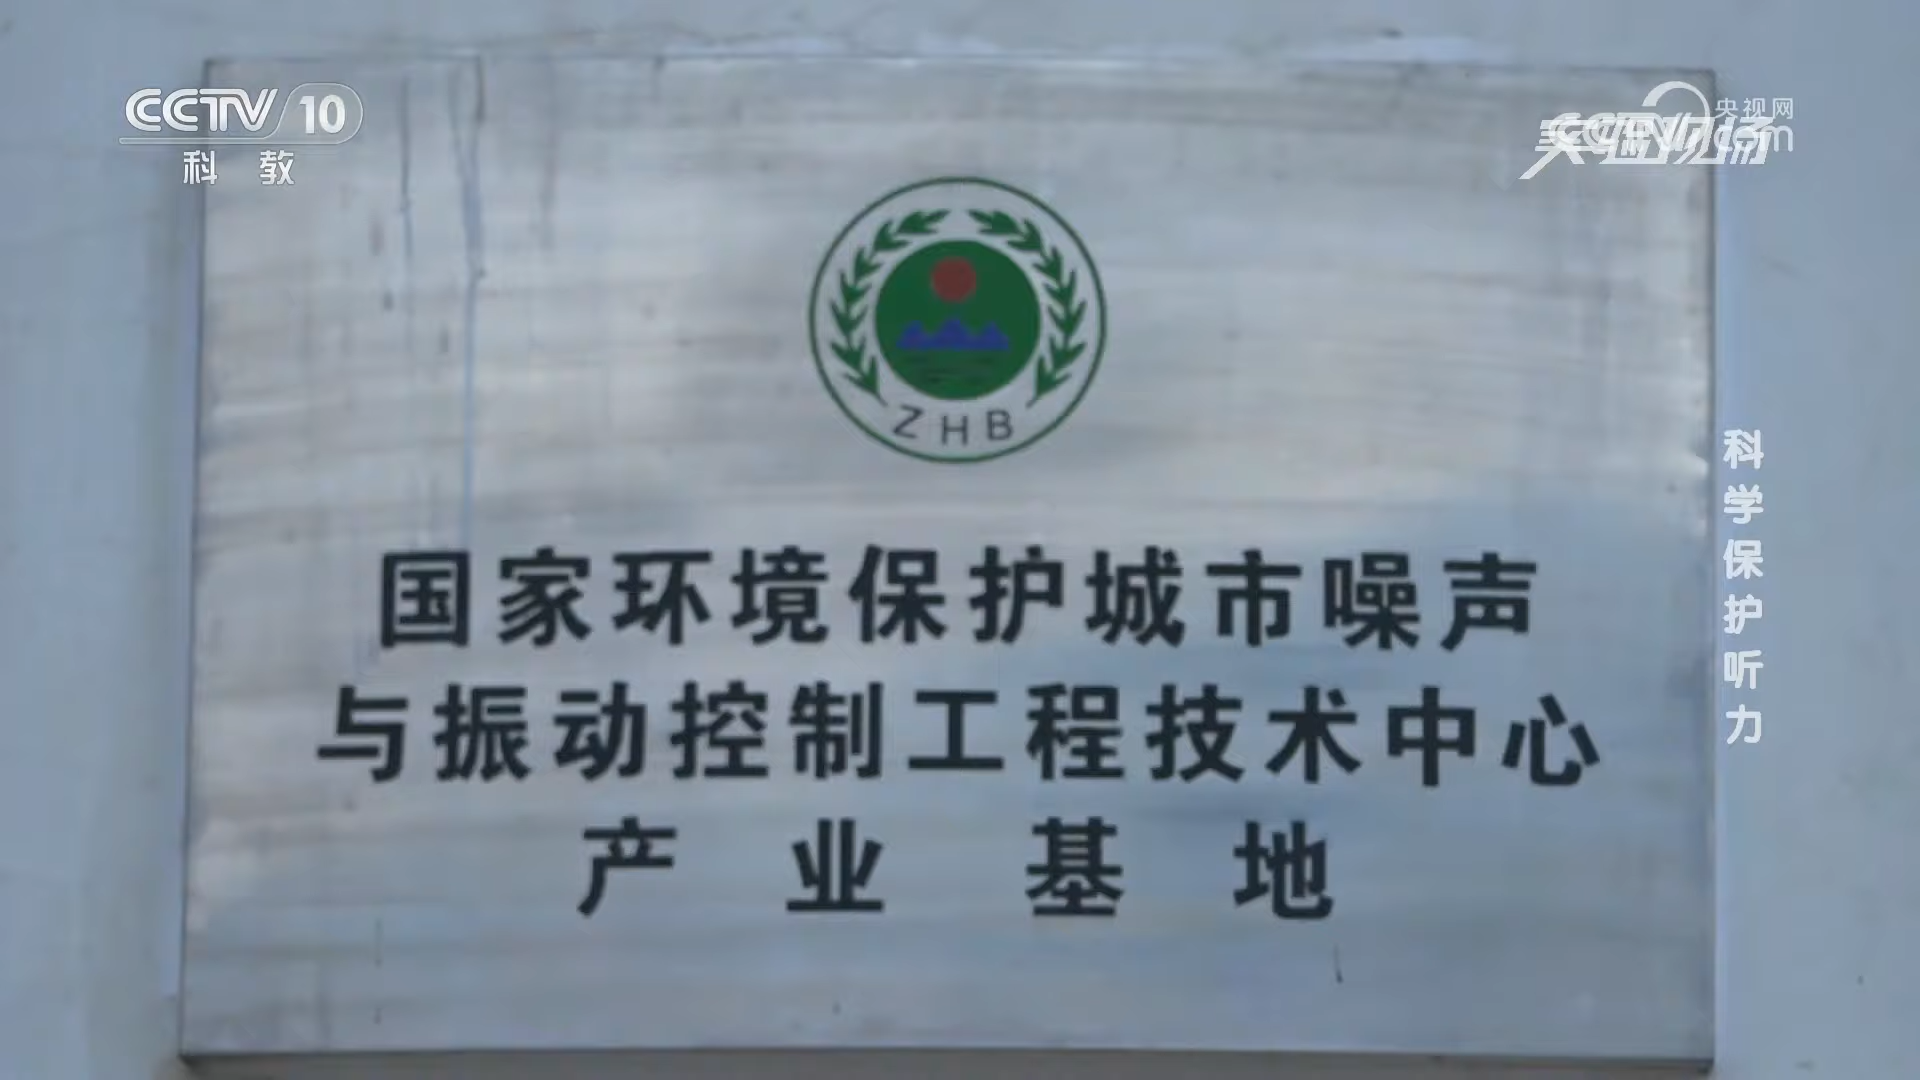 CCTV 10
科 教
央视网
com
ZHB
国家环境保护城市噪声
与振动控制工程技术中心
产 业 基 地
科学保护听力